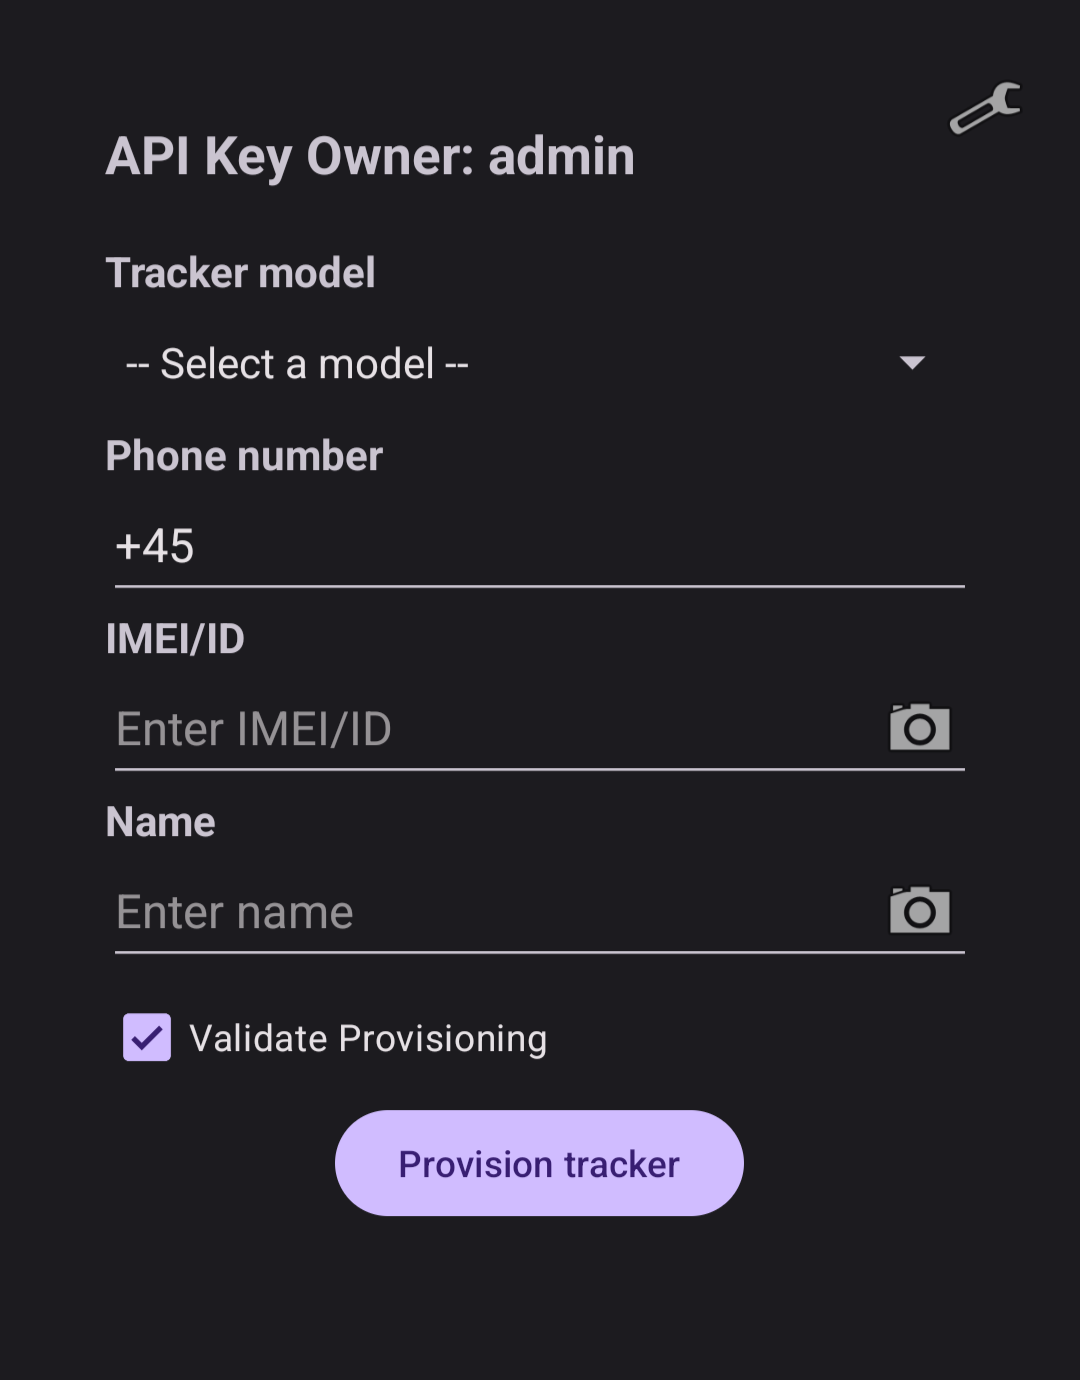 API Key Owner: admin
Tracker model
-- Select a model --
Phone number
+45
IMEI/ID
Enter IMEI/ID
Name
Enter name
Validate Provisioning
Provision tracker